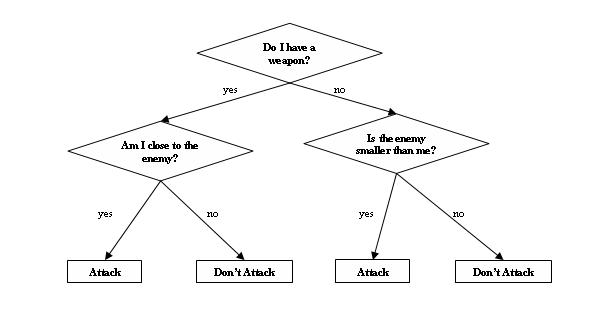 Do I have a
weapon?
yes
no
Am I close to the
enemy?
Is the enemy
smaller than me?
yes
no
yes
no
Attack
Don't Attack
Attack
Don't Attack